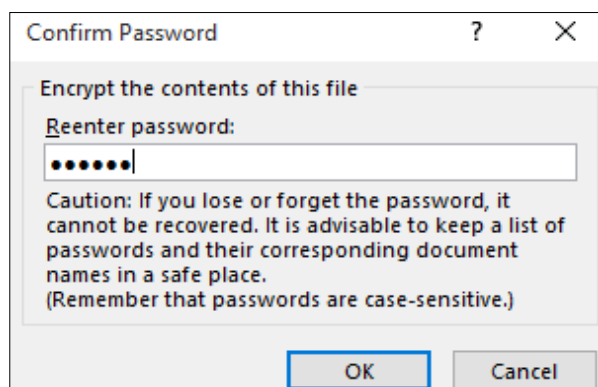 Confirm Password ?
Encrypt the contents of this file
Reenter password:
••••••
Caution: If you lose or forget the password, it
cannot be recovered. It is advisable to keep a list of
passwords and their corresponding document
names in a safe place.
(Remember that passwords are case-sensitive.)
OK Cancel